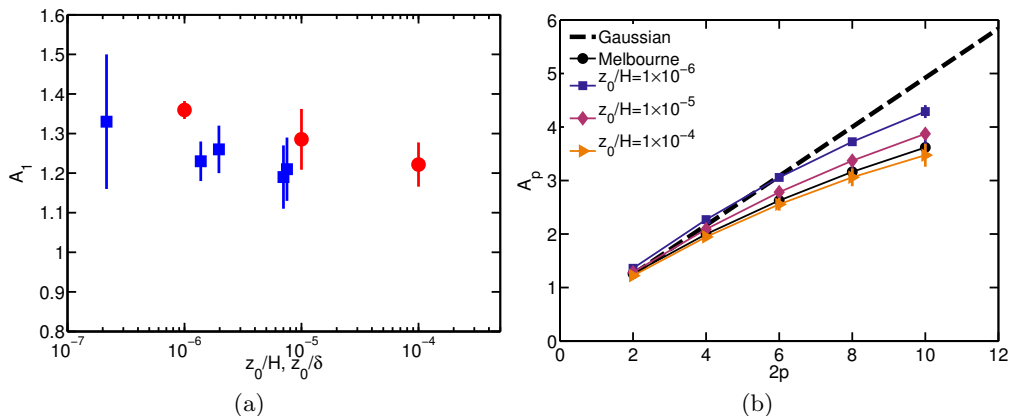 1.6
1.5
1.4
1.3
1.2
1.1
1
0.9
0.8
A₁
10⁻⁷
10⁻⁶
10⁻⁵
10⁻⁴
z₀/H, z₀/δ
(a)
6
5
4
3
2
1
0
Aₚ
Gaussian
Melbourne
z₀/H=1×10⁻⁶
z₀/H=1×10⁻⁵
z₀/H=1×10⁻⁴
0
2
4
6
8
10
12
2p
(b)